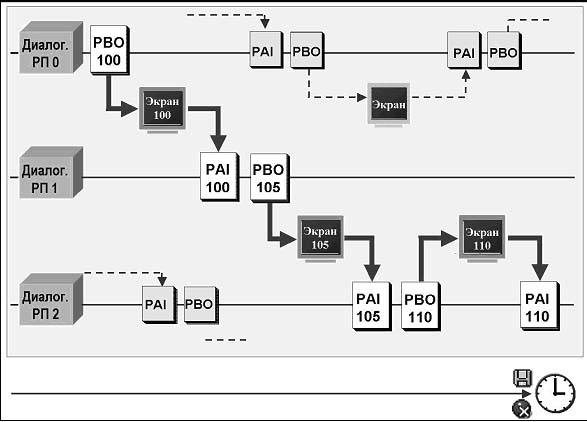 Диалог.
РП 0
PBO
100
PAI
PBO
PAI
PBO
Экран
100
Экран
Диалог.
РП 1
PAI
100
PBO
105
Экран
105
Экран
110
Диалог.
РП 2
PAI
PBO
PAI
105
PBO
110
PAI
110